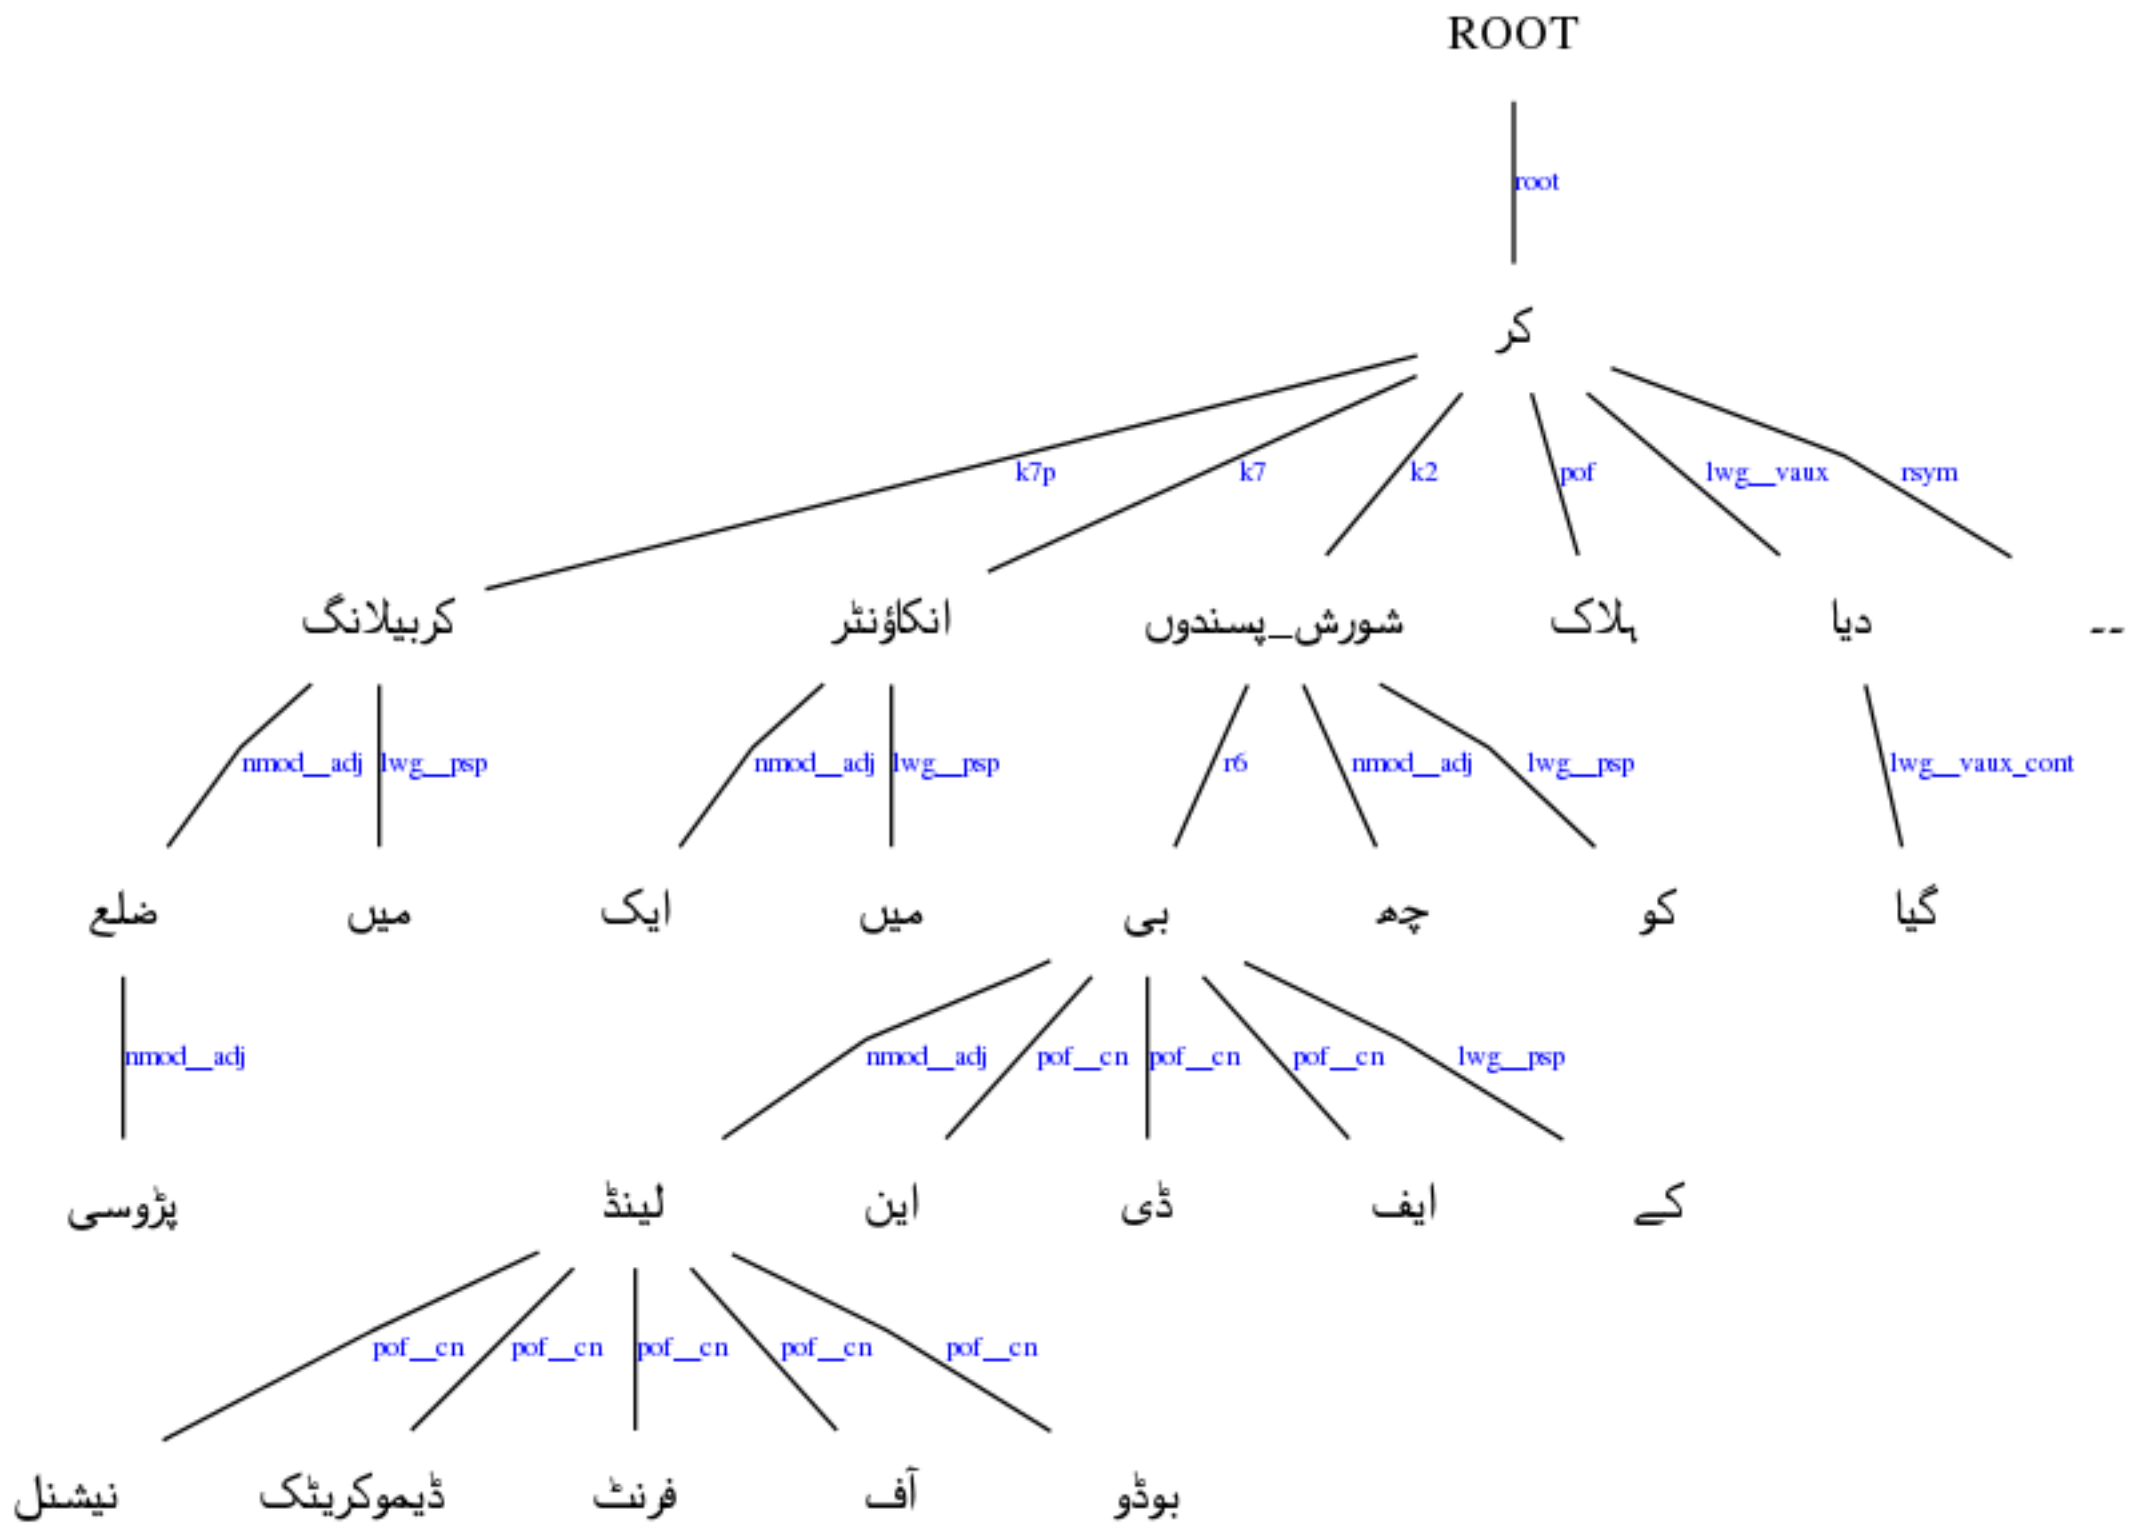 ROOT
root
کر
k7p k7 k2 pof lwg__vaux rsym
کربیلانگ انکاؤنٹر شورش_پسندوں ہلاک دیا --
nmod__adj lwg__psp nmod__adj lwg__psp r6 nmod__adj lwg__psp lwg__vaux_cont
ضلع میں ایک میں بی چھ کو گیا
nmod__adj nmod__adj pof__cn pof__cn pof__cn lwg__psp
پڑوسی لینڈ این ڈی ایف کے
pof__cn pof__cn pof__cn pof__cn pof__cn
نیشنل ڈیموکریٹک فرنٹ آف بوڈو